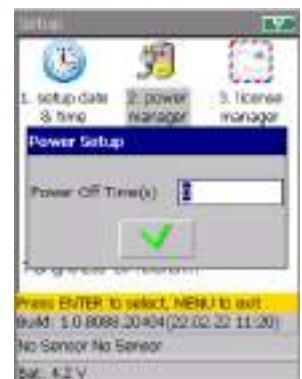 Setup
1. setup date
& time
2. power
manager
3. license
manager
Power Setup
Power Off Time(s)
Press ENTER to select, MENU to exit
Build: 1.0.8088.20404(22.02.22 11:20)
No Sensor No Sensor
Bat. 4.2 V